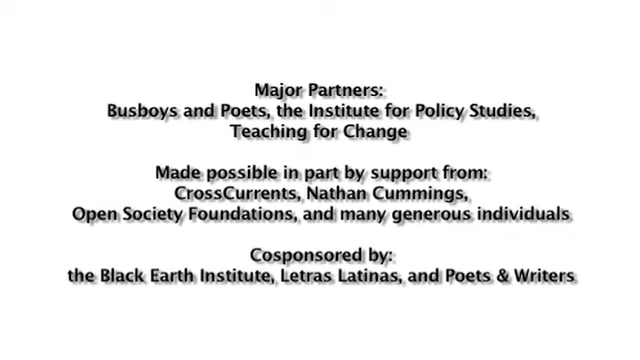 Major Partners:
Busboys and Poets, the Institute for Policy Studies,
Teaching for Change
Made possible in part by support from:
CrossCurrents, Nathan Cummings,
Open Society Foundations, and many generous individuals
Cosponsored by:
the Black Earth Institute, Letras Latinas, and Poets & Writers